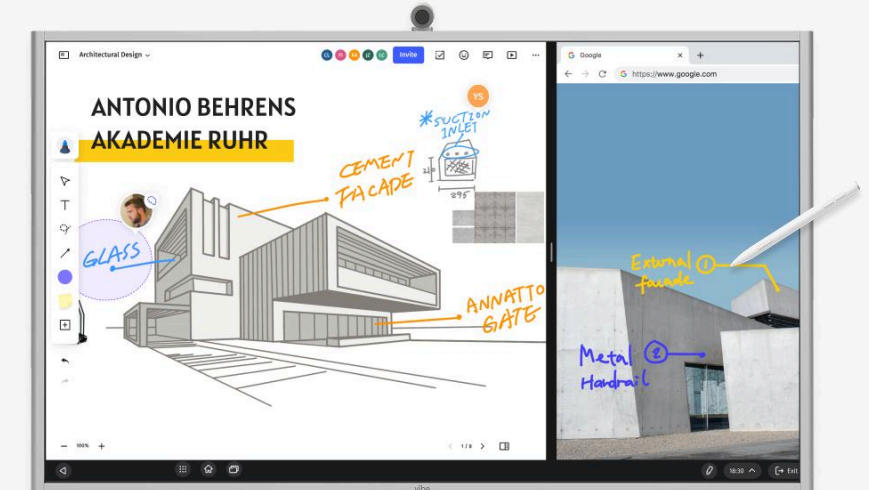 Architectural Design
Invite
Google
https://www.google.com
ANTONIO BEHRENS
AKADEMIE RUHR
YS
*SUCTION
INLET
CEMENT
FACADE
295
GLASS
ANNATTO
GATE
External 1
facade
Metal 2
Handrail
100%
1/8
18:30
Exit
vibe